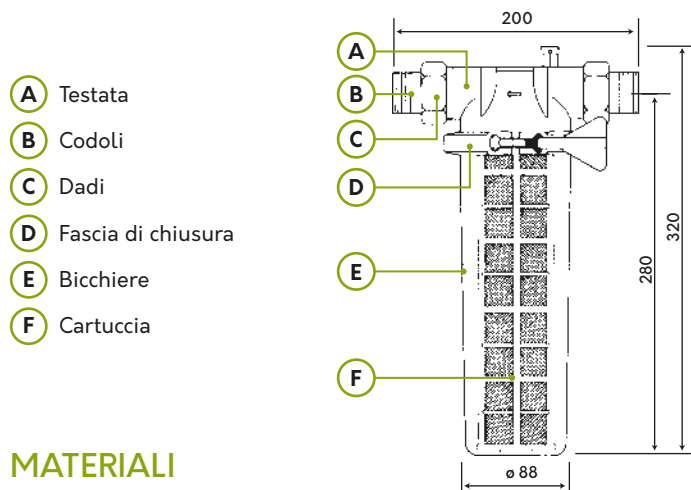 A Testata
B Codoli
C Dadi
D Fascia di chiusura
E Bicchiere
F Cartuccia
MATERIALI
200
A
B
C
D
E
F
320
280
ø 88